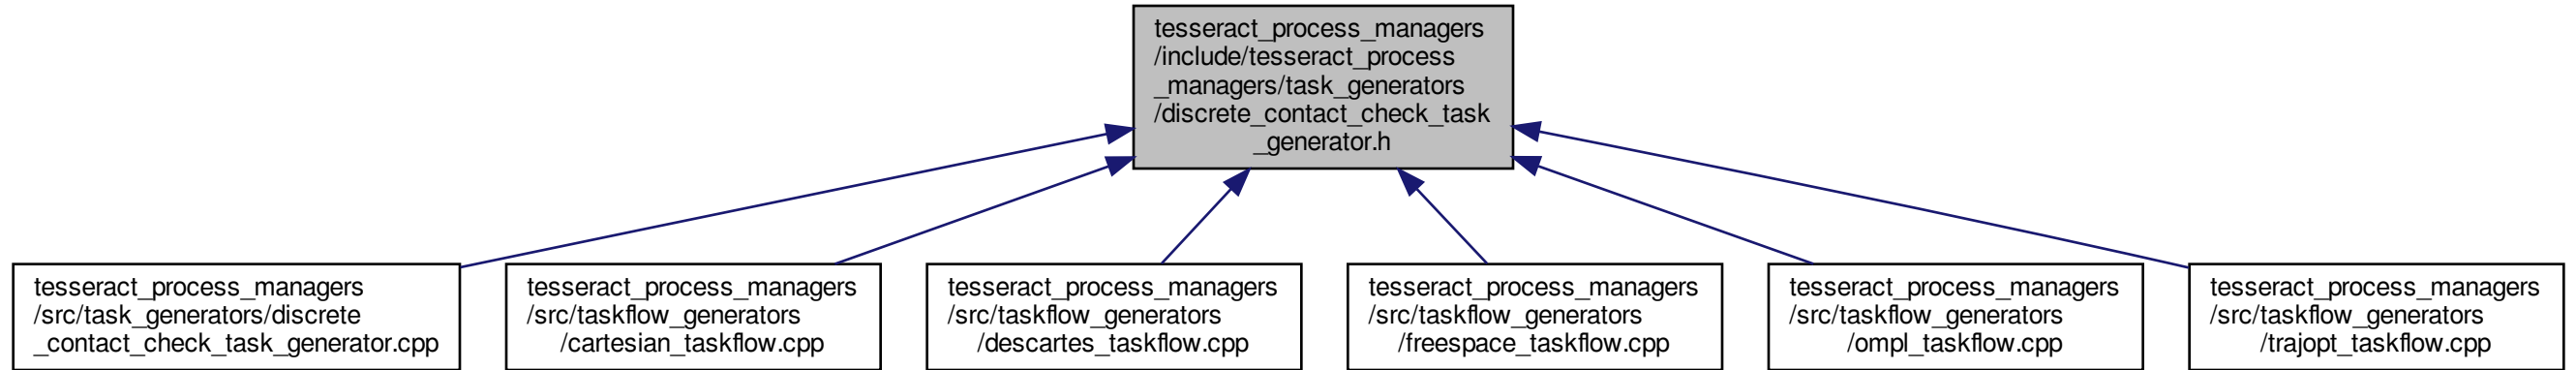 tesseract_process_managers
/include/tesseract_process
_managers/task_generators
/discrete_contact_check_task
_generator.h
tesseract_process_managers
/src/task_generators/discrete
_contact_check_task_generator.cpp
tesseract_process_managers
/src/taskflow_generators
/cartesian_taskflow.cpp
tesseract_process_managers
/src/taskflow_generators
/descartes_taskflow.cpp
tesseract_process_managers
/src/taskflow_generators
/freespace_taskflow.cpp
tesseract_process_managers
/src/taskflow_generators
/ompl_taskflow.cpp
tesseract_process_managers
/src/taskflow_generators
/trajopt_taskflow.cpp